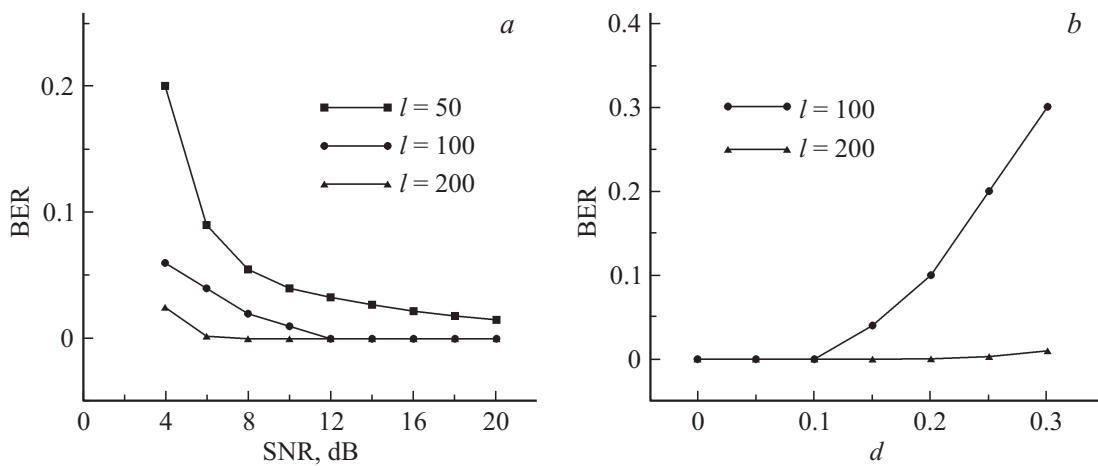 a
0.2
0.1
0
BER
l = 50
l = 100
l = 200
0 4 8 12 16 20
SNR, dB
b
0.4
0.3
0.2
0.1
0
BER
l = 100
l = 200
0 0.1 0.2 0.3
d